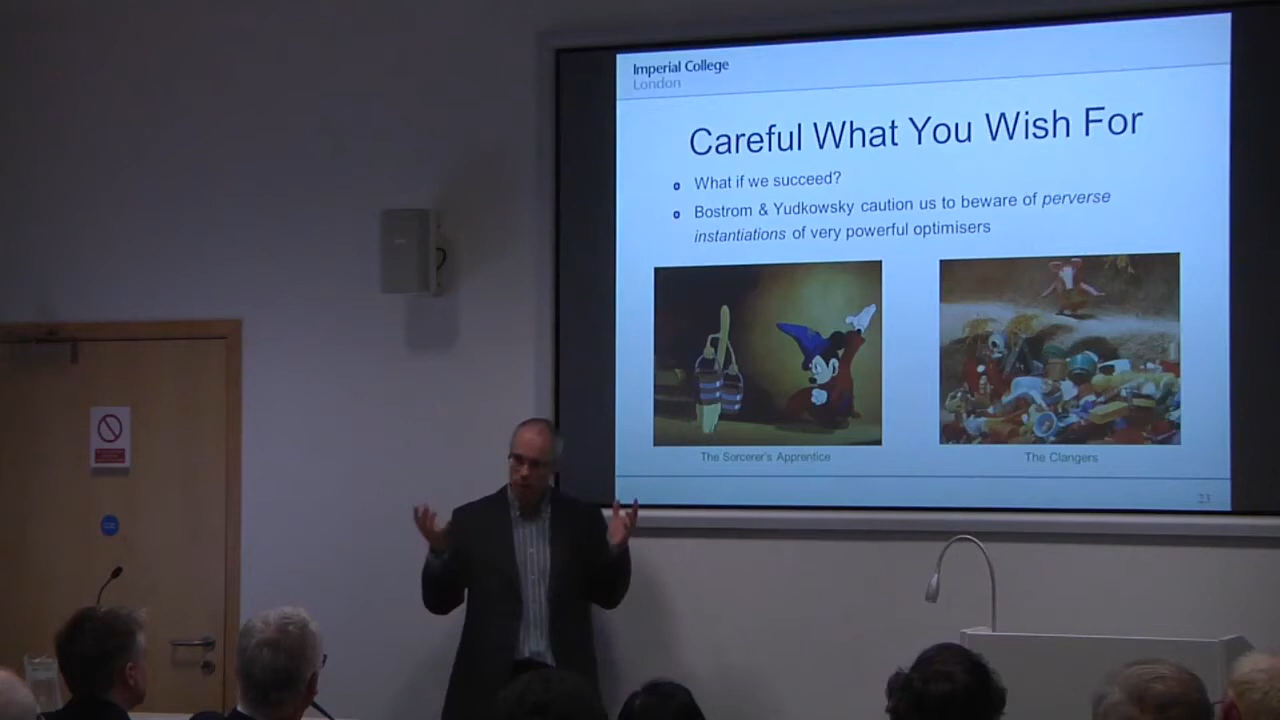 Imperial College
London
Careful What You Wish For
What if we succeed?
Bostrom & Yudkowsky caution us to beware of perverse
instantiations of very powerful optimisers
The Sorcerer's Apprentice
The Clangers
23